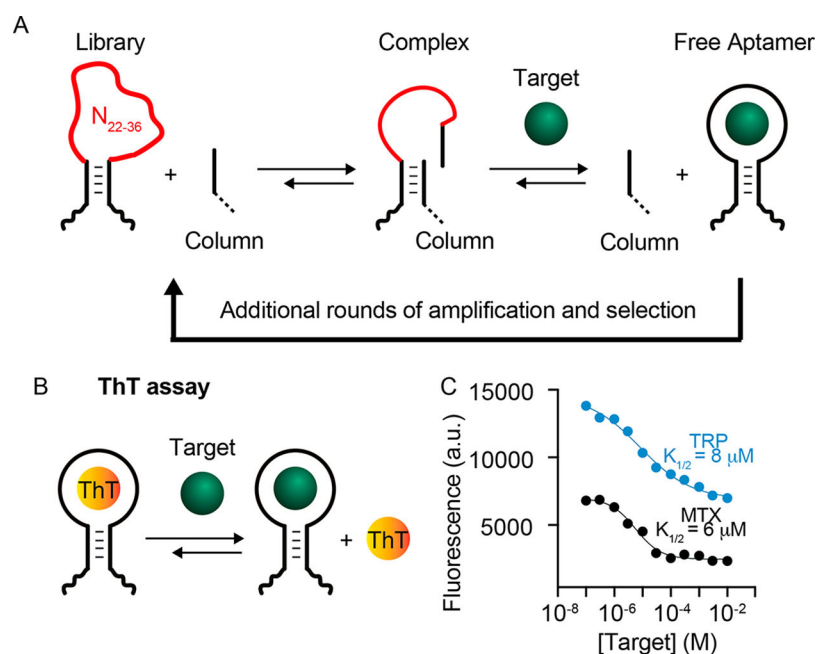 A
Library
Complex
Free Aptamer
Target
N22-36
+
+
Column
Column
Column
Additional rounds of amplification and selection
B
ThT assay
Target
ThT
+
ThT
C
15000
10000
5000
Fluorescence (a.u.)
TRP
K1/2 = 8 μM
MTX
K1/2 = 6 μM
10-8
10-6
10-4
10-2
[Target] (M)